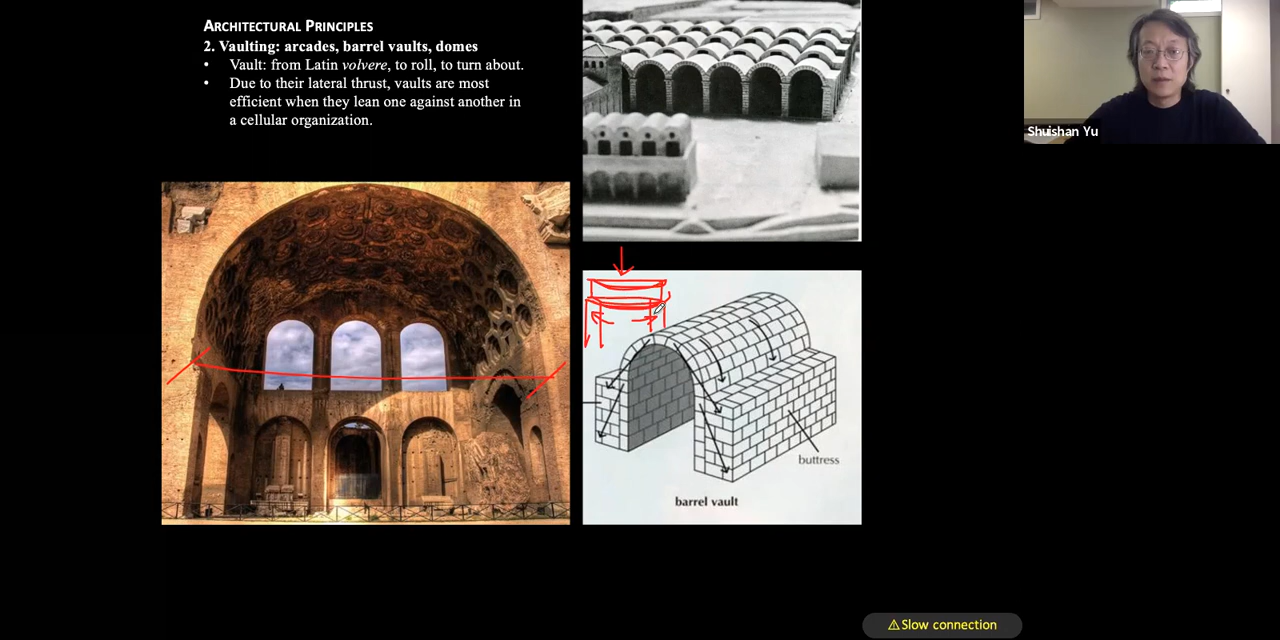 ARCHITECTURAL PRINCIPLES
2. Vaulting: arcades, barrel vaults, domes
• Vault: from Latin volvere, to roll, to turn about.
• Due to their lateral thrust, vaults are most
efficient when they lean one against another in
a cellular organization.
buttress
barrel vault
Shuishan Yu
⚠Slow connection